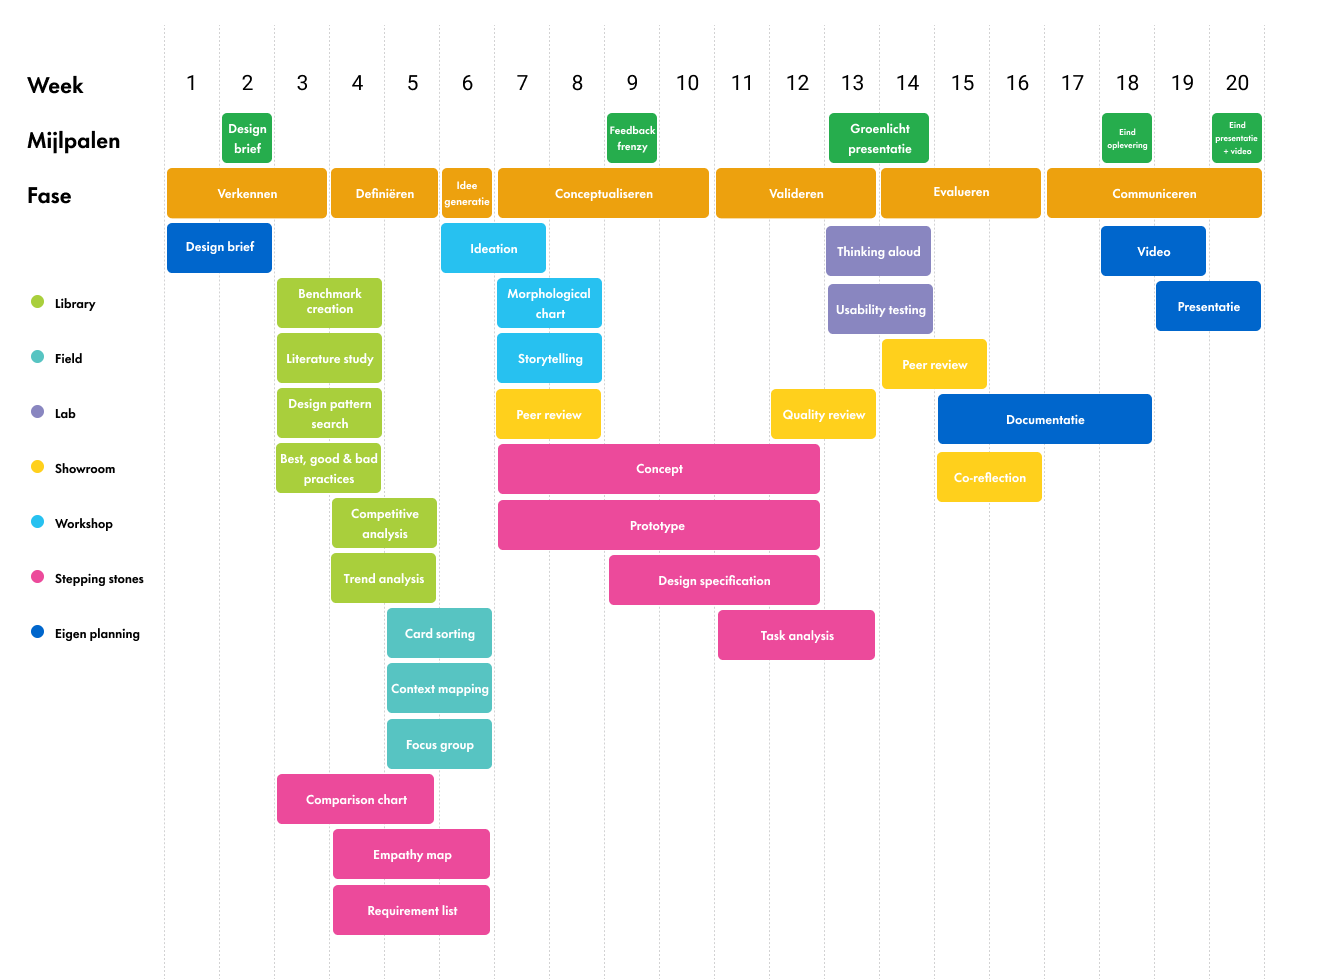 Week
1 2 3 4 5 6 7 8 9 10 11 12 13 14 15 16 17 18 19 20
Mijlpalen
Design
brief
Feedback
frenzy
Groenlicht
presentatie
Eind
oplevering
Eind
presentatie
+ video
Fase
Verkennen
Definiëren
Idee
generatie
Conceptualiseren
Valideren
Evalueren
Communiceren
Design brief
Ideation
Thinking aloud
Video
Library
Benchmark
creation
Morphological
chart
Usability testing
Presentatie
Field
Literature study
Storytelling
Peer review
Lab
Design pattern
search
Peer review
Quality review
Documentatie
Showroom
Best, good & bad
practices
Concept
Co-reflection
Workshop
Competitive
analysis
Prototype
Stepping stones
Trend analysis
Design specification
Eigen planning
Card sorting
Task analysis
Context mapping
Focus group
Comparison chart
Empathy map
Requirement list